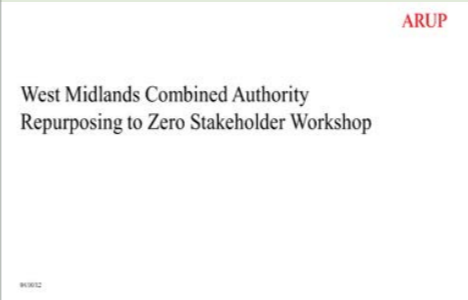 ARUP
West Midlands Combined Authority
Repurposing to Zero Stakeholder Workshop